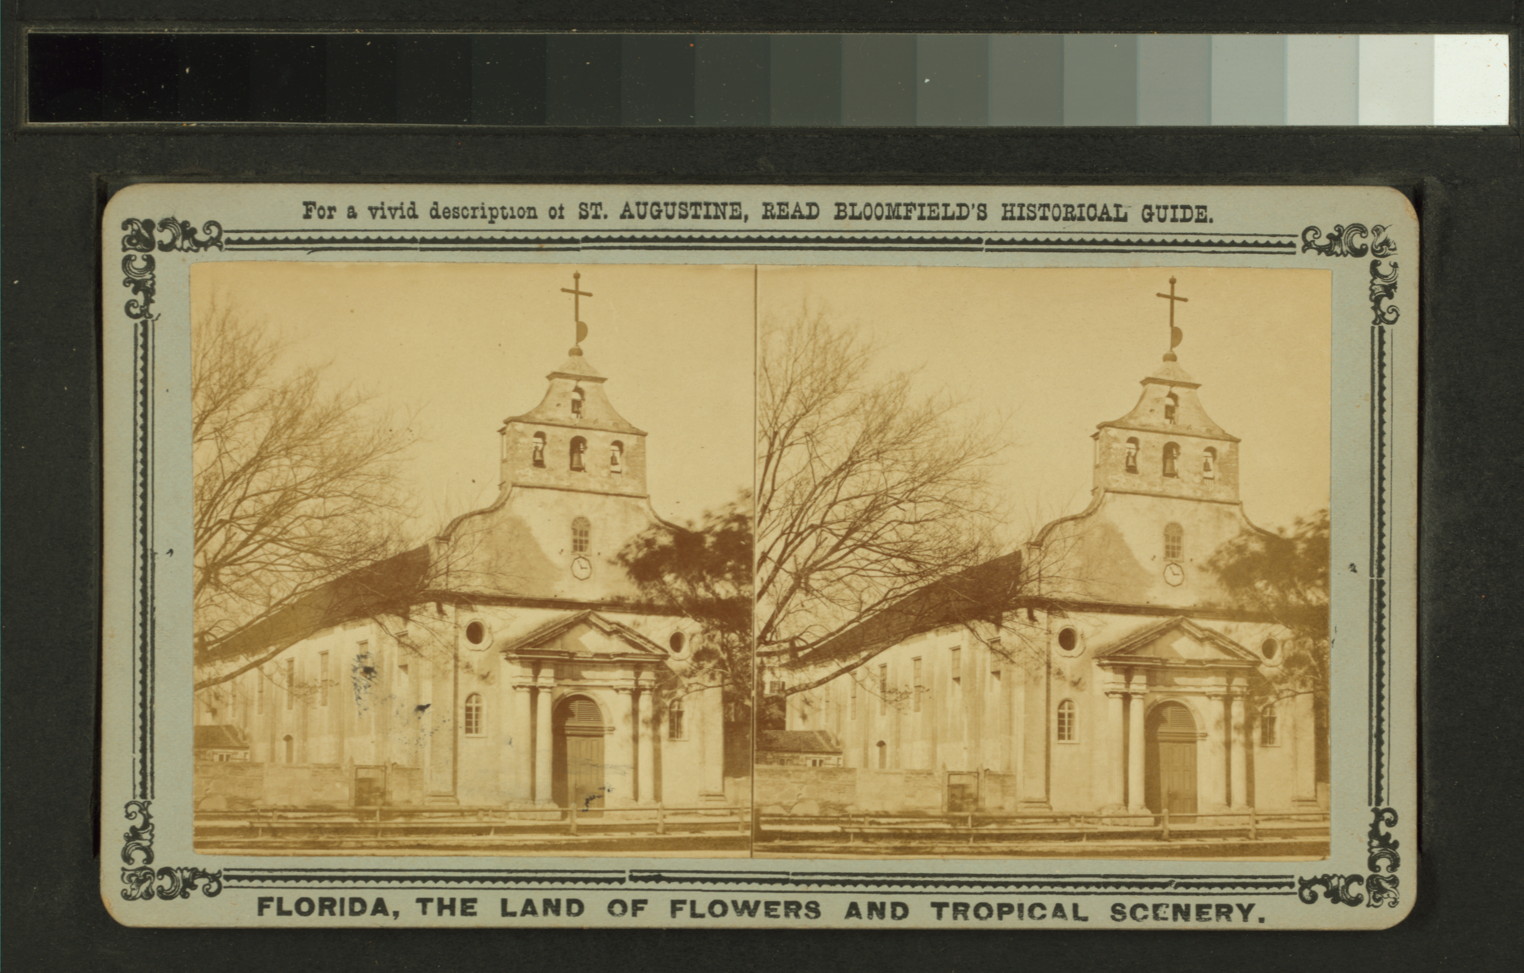 For a vivid description of ST. AUGUSTINE, READ BLOOMFIELD'S HISTORICAL GUIDE.
FLORIDA, THE LAND OF FLOWERS AND TROPICAL SCENERY.